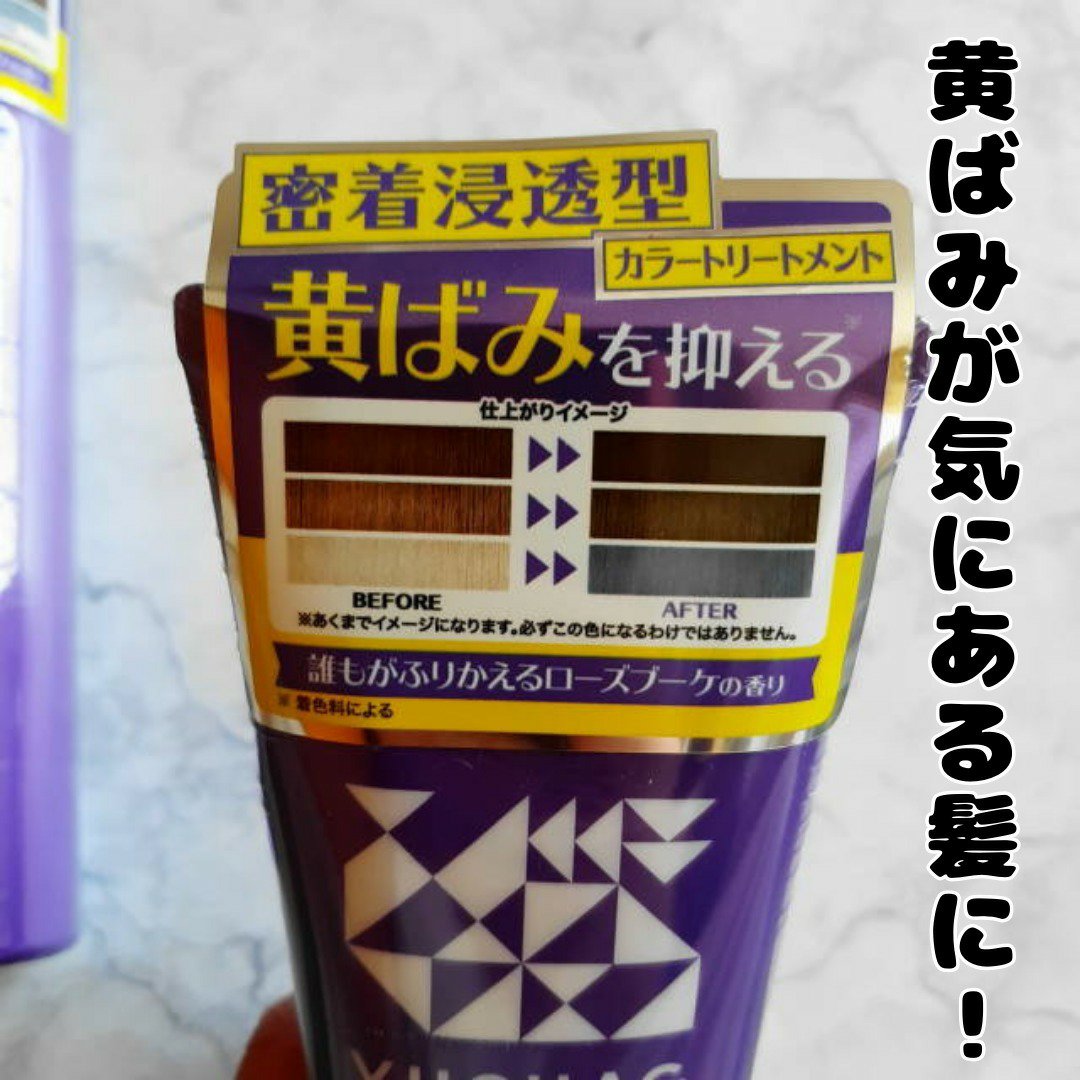 密着浸透型
カラートリートメント
黄ばみを抑える※
仕上がりイメージ
BEFORE
AFTER
※あくまでイメージになります。必ずこの色になるわけではありません。
誰もがふりかえるローズブーケの香り
※ 着色料による
黄ばみが気にある髪に!